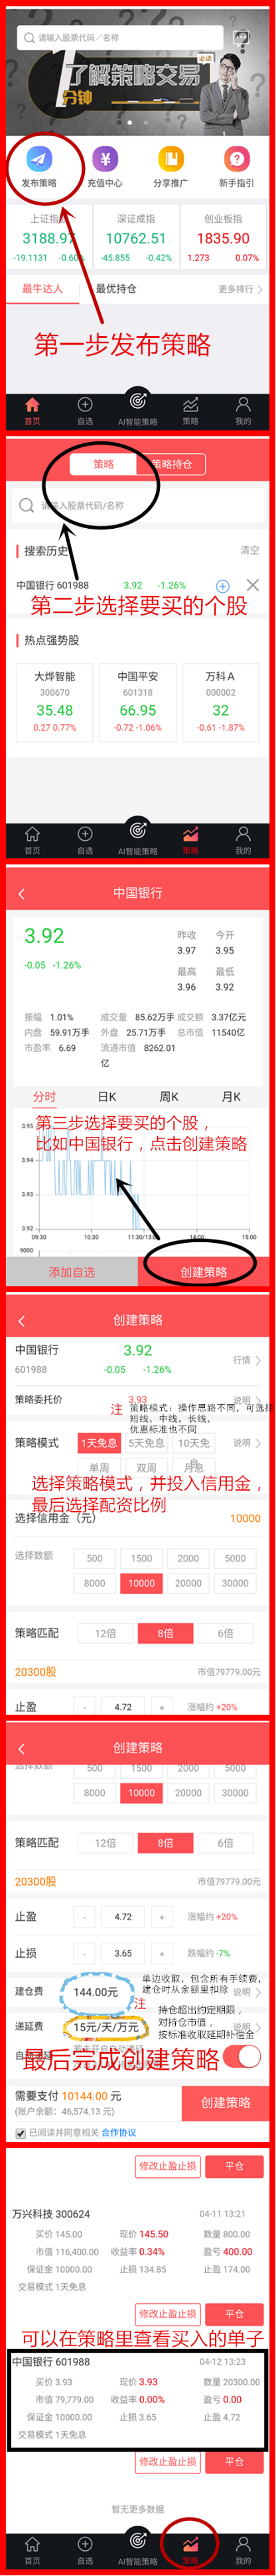 请输入股票代码／名称
必读
了解策略交易
1分钟
发布策略
充值中心
分享推广
新手指引
上证指数 深证成指 创业板指
3188.97 10762.51 1835.90
-19.1131 -0.60% -45.855 -0.42% 1.273 0.07%
最牛达人 最优持仓 更多排行
第一步发布策略
首页 自选 AI智能策略 策略 我的
策略 策略持仓
请输入股票代码/名称
搜索历史 清空
中国银行 601988 3.92 -1.26%
第二步选择要买的个股
热点强势股
大烨智能 中国平安 万科Ａ
300670 601318 000002
35.48 66.95 32
0.27 0.77% -0.72 -1.06% -0.61 -1.87%
首页 自选 AI智能策略 策略 我的
中国银行
3.92 昨收 今开
3.97 3.95
-0.05 -1.26% 最高 最低
3.96 3.92
振幅 1.01% 成交量 85.62万手 成交额 3.37亿元
内盘 59.91万手 外盘 25.71万手 总市值 11540亿
市盈率 6.69 流通市值 8262.01
亿
分时 日K 周K 月K
第三步选择要买的个股，
比如中国银行，点击创建策略
3.95
3.94
3.93
3.92
09:30 10:30 11:30/13:00 14:00 15:00
9000
添加自选 创建策略
创建策略
中国银行 3.92 行情
601988 -0.05 -1.26%
策略委托价 3.93 说明
注 策略模式：操作思路不同，可选择
短线，中线，长线，
优惠标准也不同
策略模式 1天免息 5天免息 10天免 说明
单周 双周 月息
选择策略模式，并投入信用金，
最后选择配资比例
选择信用金（元） 10000
选择数额 500 1500 2000 5000
8000 10000 20000 30000
策略匹配 12倍 8倍 6倍
20300股 市值79779.00元
止盈 - 4.72 + 涨幅约 +20%
创建策略
选择数额 500 1500 2000 5000
8000 10000 20000 30000
策略匹配 12倍 8倍 6倍
20300股 市值79779.00元
止盈 - 4.72 + 涨幅约 +20%
止损 - 3.65 + 跌幅约 -7%
单边收取，包含所有手续费，
建仓时从余额里扣除
建仓费 144.00元 说明
注 持仓超出约定期限，
对持仓市值，
按标准收取延期补偿金
递延费 15元/天/万元 说明
最后完成创建策略
需要支付 10144.00 元
(账户余额：46,574.13 元)
创建策略
已阅读并同意相关 合作协议
修改止盈止损 平仓
万兴科技 300624 04-11 13:21
买价 145.00 现价 145.50 数量 800.00
市值 116,400.00 收益率 0.34% 盈亏 400.00
保证金 10000.00 止损 134.85 止盈 174.00
交易模式 1天免息
修改止盈止损 平仓
可以在策略里查看买入的单子
中国银行 601988 04-12 13:23
买价 3.93 现价 3.93 数量 20300.00
市值 79,779.00 收益率 0.00% 盈亏 0.00
保证金 10000.00 止损 3.65 止盈 4.72
交易模式 1天免息
修改止盈止损 平仓
暂无更多数据
首页 自选 AI智能策略 策略 我的